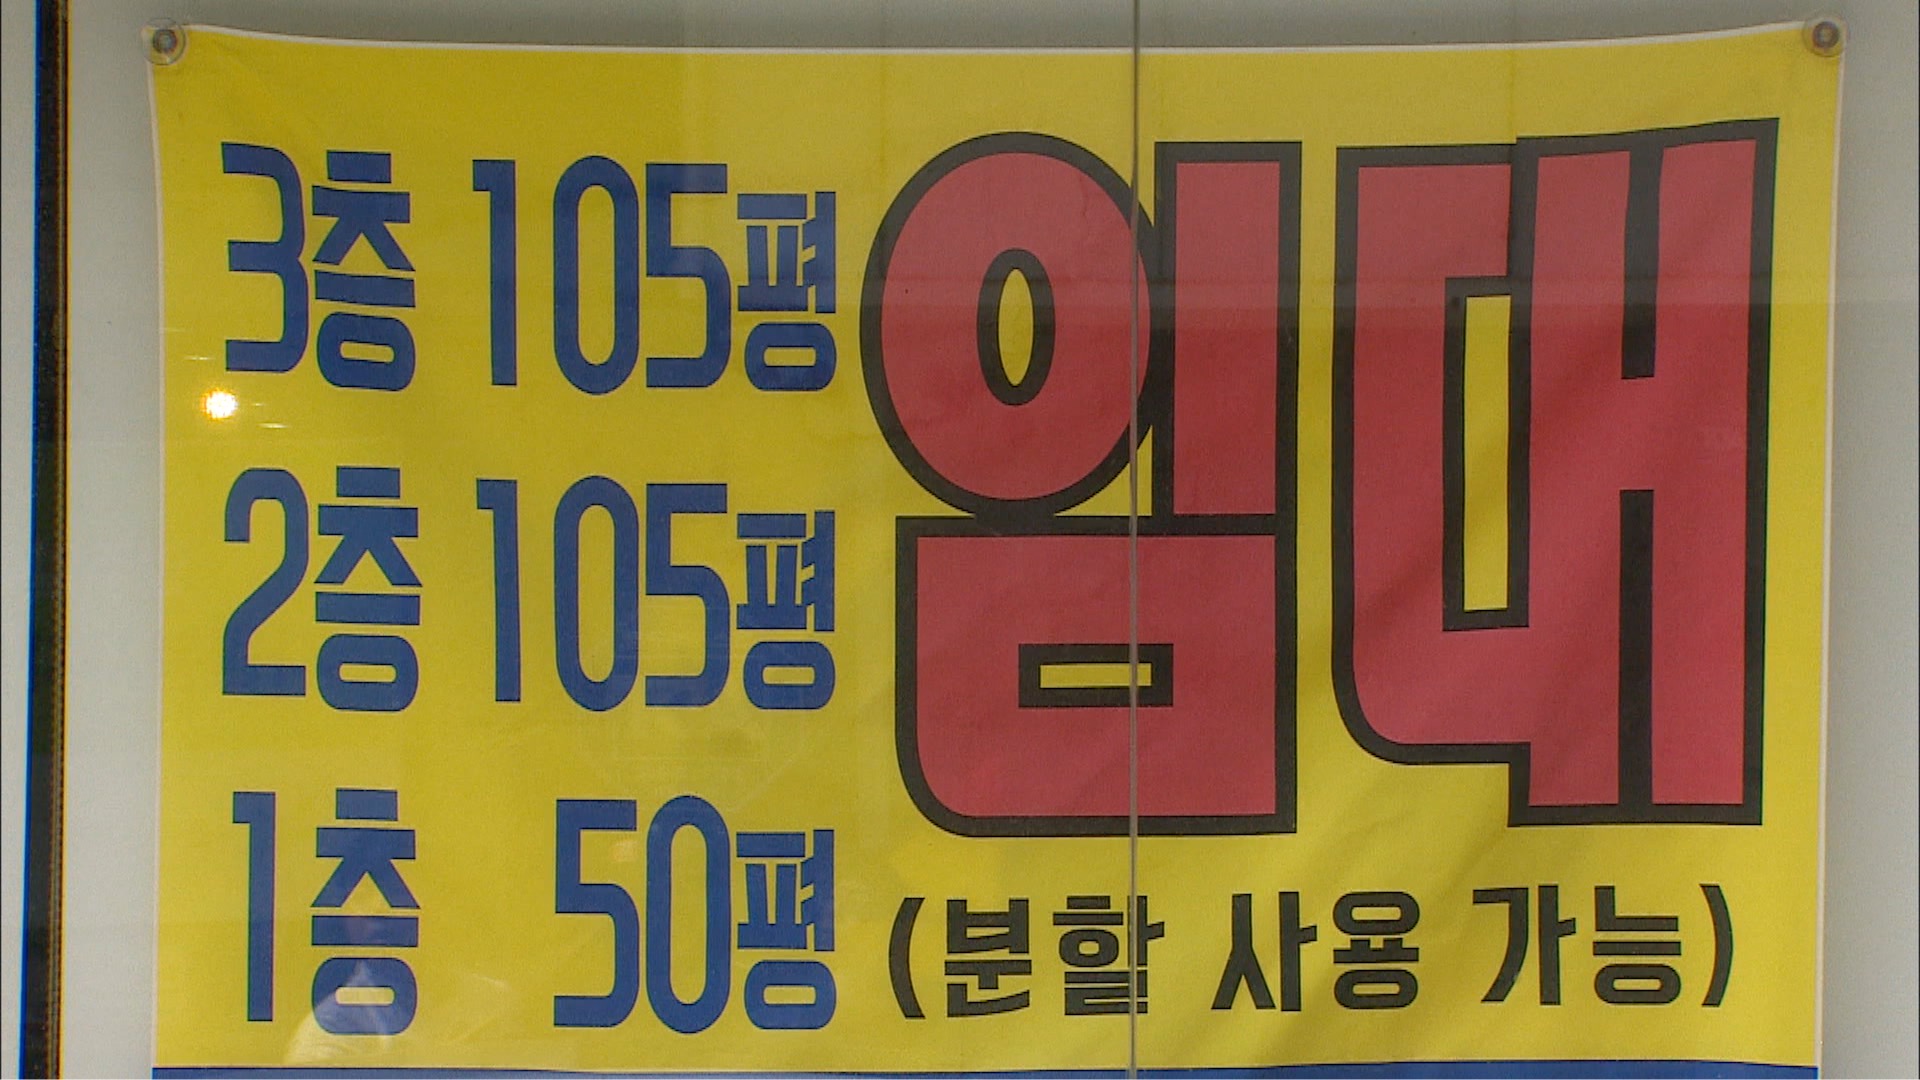 3층 105평
2층 105평
1층 50평
임대
(분할 사용 가능)